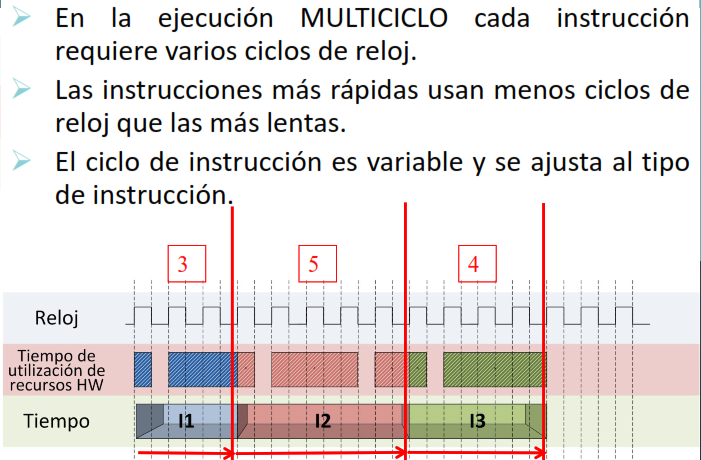 En la ejecución MULTICICLO cada instrucción
requiere varios ciclos de reloj.
Las instrucciones más rápidas usan menos ciclos de
reloj que las más lentas.
El ciclo de instrucción es variable y se ajusta al tipo
de instrucción.
3
5
4
Reloj
Tiempo de
utilización de
recursos HW
Tiempo
I1
I2
I3